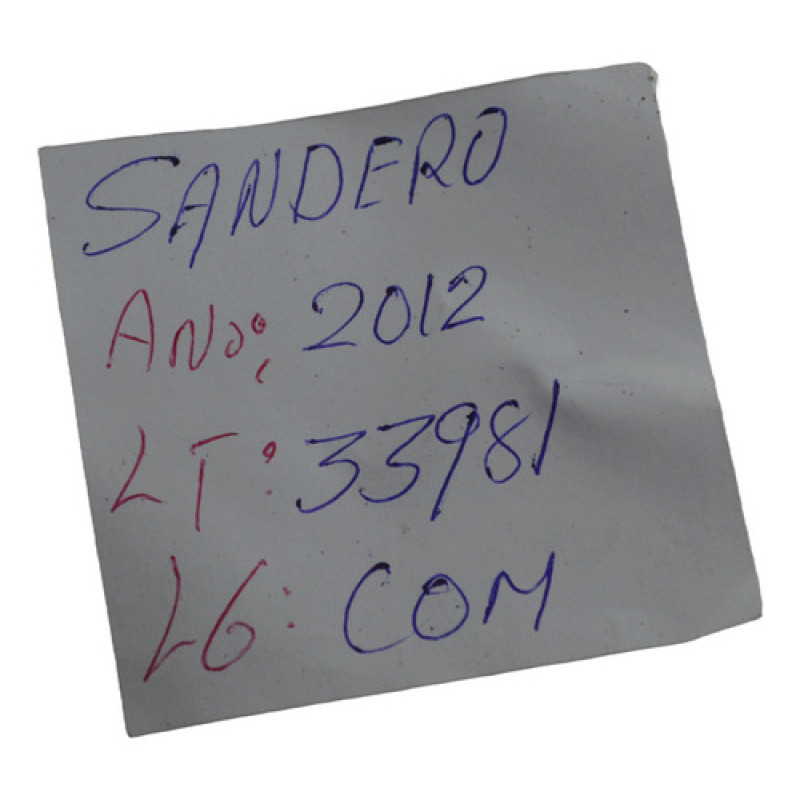 SANDERO
ANO: 2012
LT: 33981
LG: COM